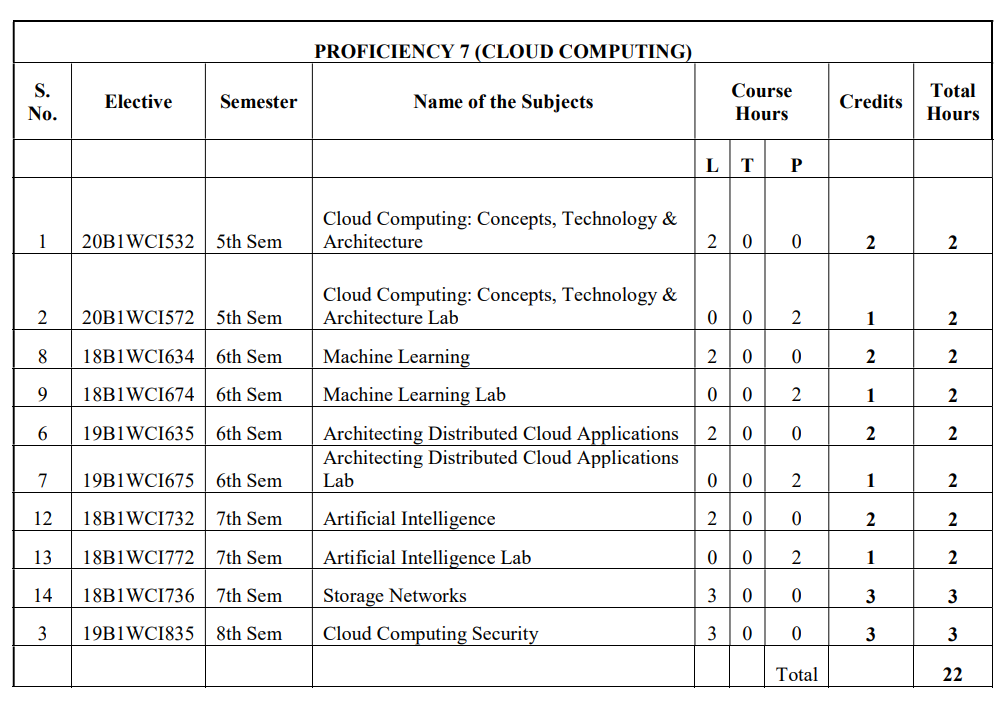 PROFICIENCY 7 (CLOUD COMPUTING)
S. No. Elective Semester Name of the Subjects Course Hours Credits Total Hours
L T P
1 20B1WCI532 5th Sem Cloud Computing: Concepts, Technology & Architecture 2 0 0 2 2
2 20B1WCI572 5th Sem Cloud Computing: Concepts, Technology & Architecture Lab 0 0 2 1 2
8 18B1WCI634 6th Sem Machine Learning 2 0 0 2 2
9 18B1WCI674 6th Sem Machine Learning Lab 0 0 2 1 2
6 19B1WCI635 6th Sem Architecting Distributed Cloud Applications 2 0 0 2 2
7 19B1WCI675 6th Sem Architecting Distributed Cloud Applications Lab 0 0 2 1 2
12 18B1WCI732 7th Sem Artificial Intelligence 2 0 0 2 2
13 18B1WCI772 7th Sem Artificial Intelligence Lab 0 0 2 1 2
14 18B1WCI736 7th Sem Storage Networks 3 0 0 3 3
3 19B1WCI835 8th Sem Cloud Computing Security 3 0 0 3 3
Total 22